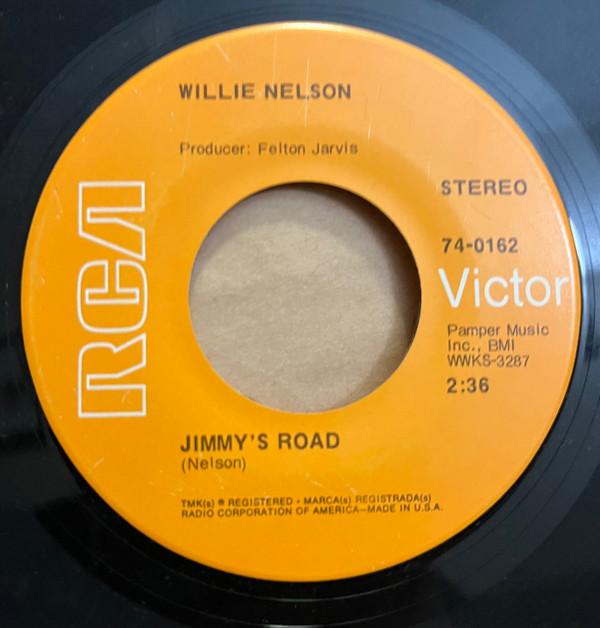 WILLIE NELSON
Producer: Felton Jarvis
RCA
STEREO
74-0162
Victor
Pamper Music
Inc., BMI
WWKS-3287
2:36
JIMMY'S ROAD
(Nelson)
TMK(s) ® REGISTERED • MARCA(s) REGISTRADA(s)
RADIO CORPORATION OF AMERICA—MADE IN U.S.A.